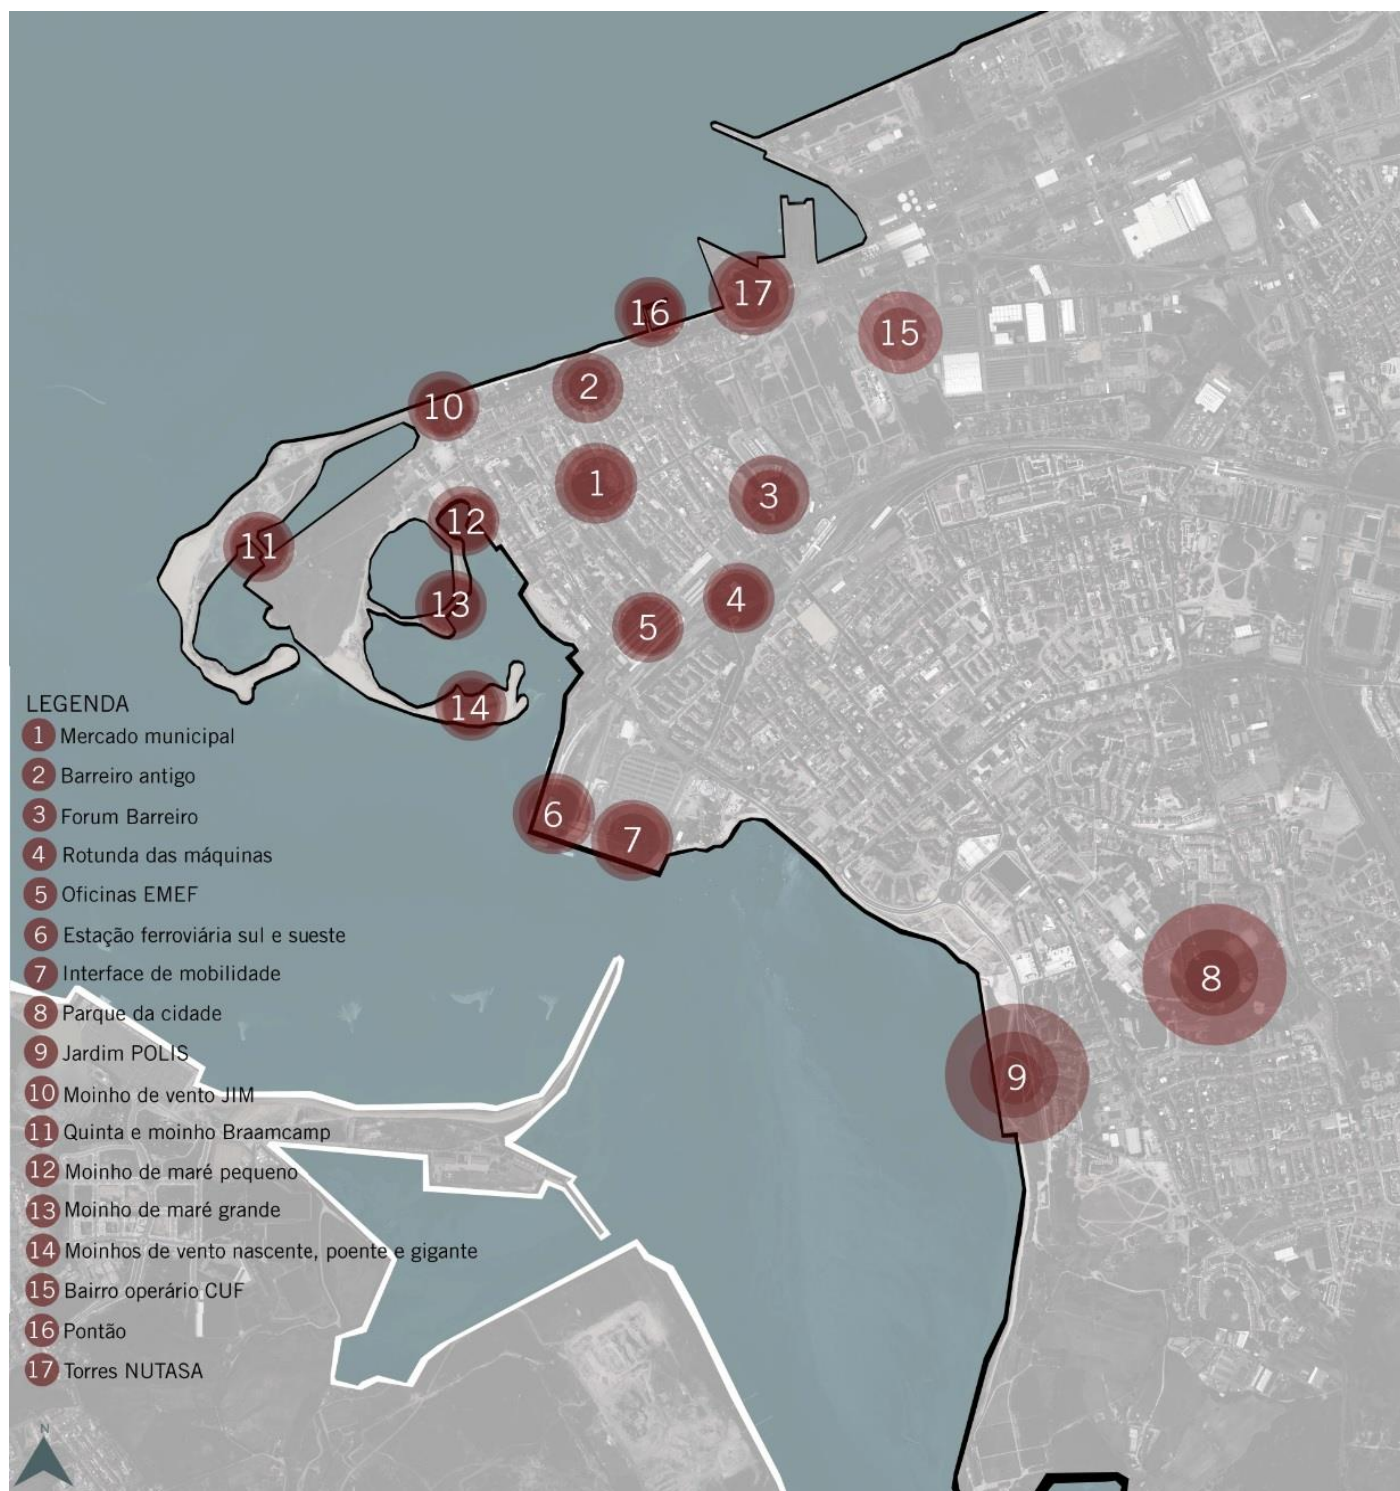 17
16
15
2
10
1
3
12
11
4
13
5
14
6
7
8
9
LEGENDA
1 Mercado municipal
2 Barreiro antigo
3 Forum Barreiro
4 Rotunda das máquinas
5 Oficinas EMEF
6 Estação ferroviária sul e sueste
7 Interface de mobilidade
8 Parque da cidade
9 Jardim POLIS
10 Moinho de vento JIM
11 Quinta e moinho Braamcamp
12 Moinho de maré pequeno
13 Moinho de maré grande
14 Moinhos de vento nascente, poente e gigante
15 Bairro operário CUF
16 Pontão
17 Torres NUTASA
N